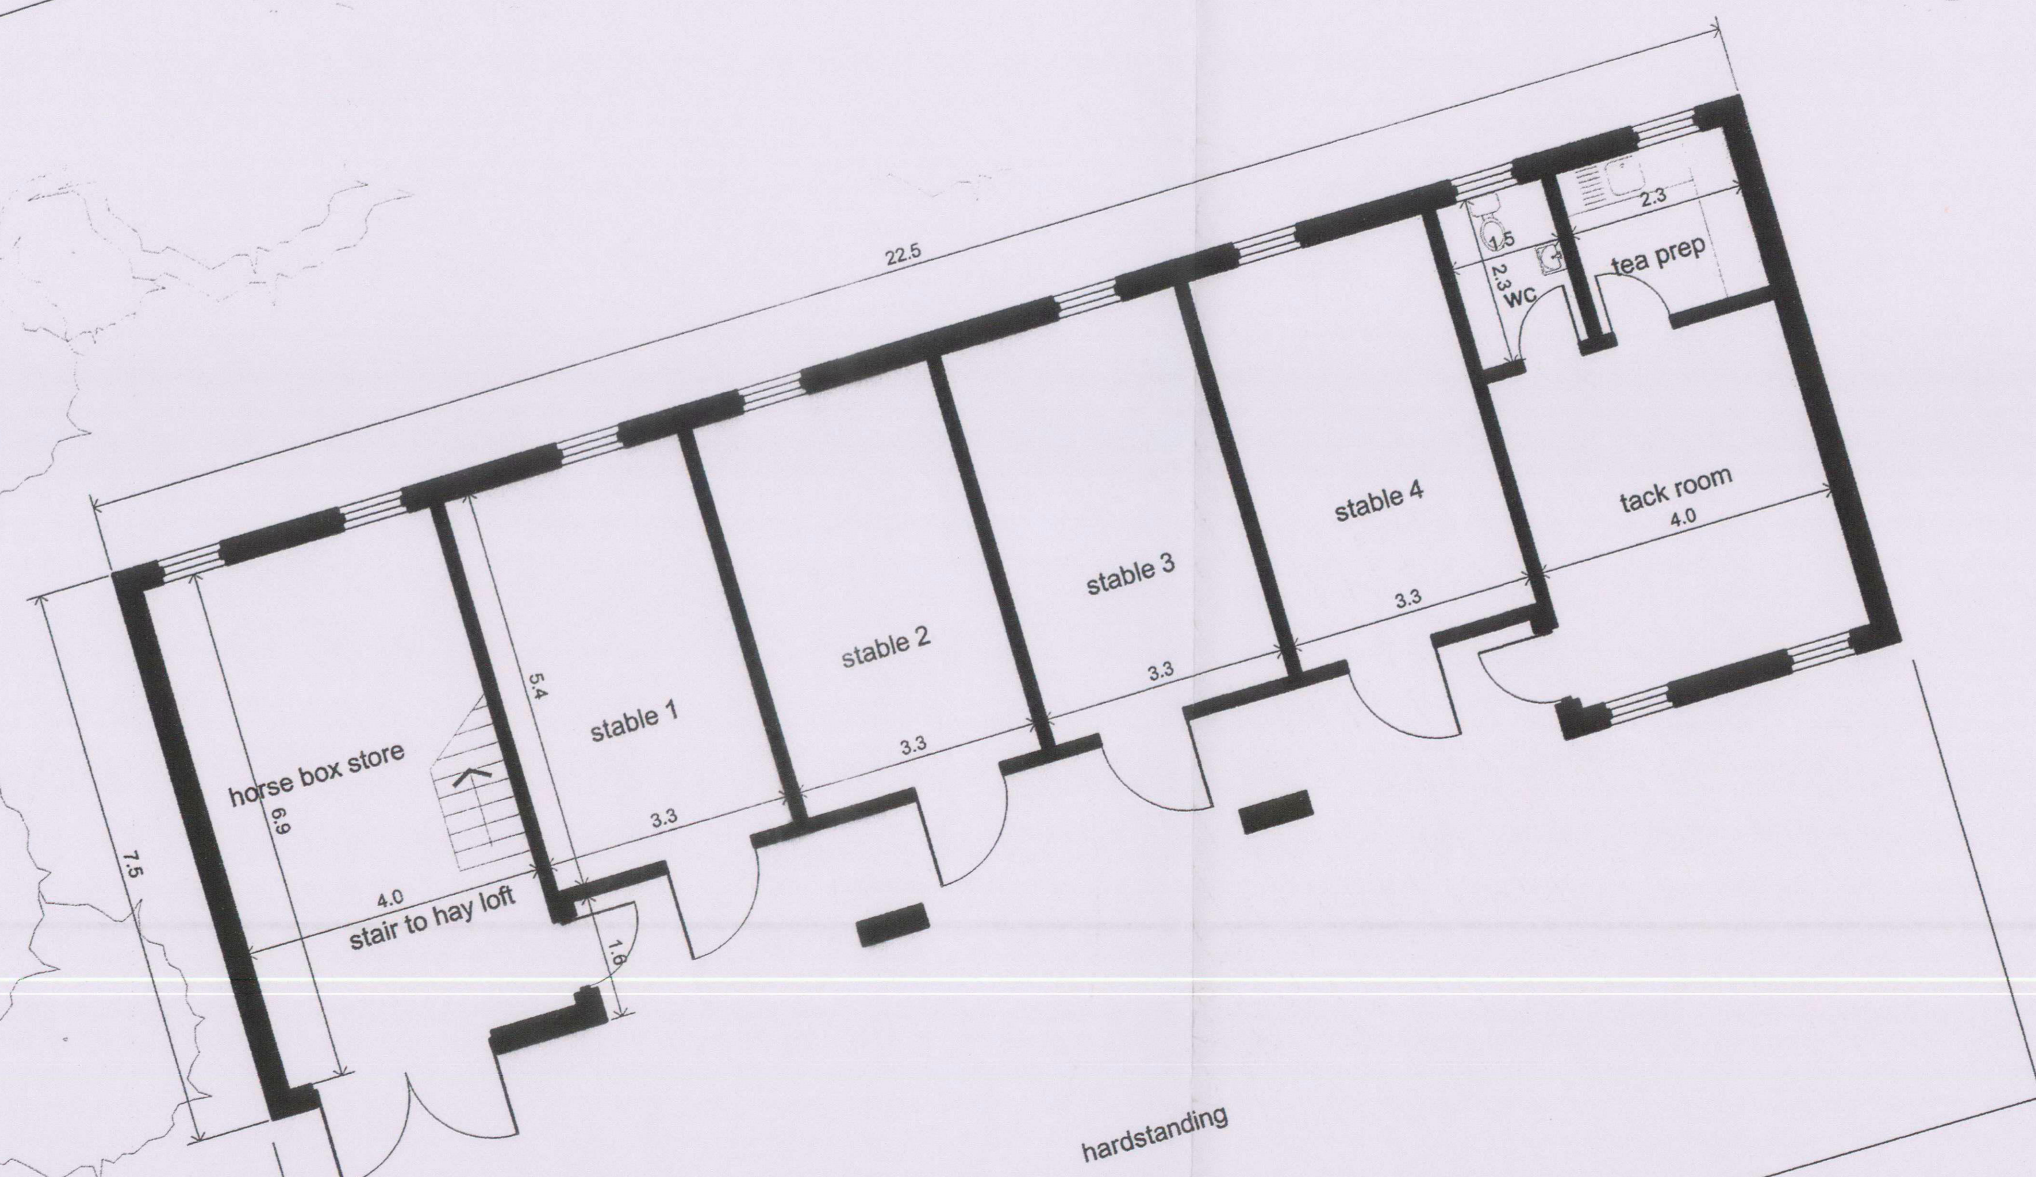 22.5
2.3
tea prep
1.5
2.3
wc
tack room
4.0
stable 4
3.3
stable 3
3.3
stable 2
3.3
stable 1
3.3
5.4
horse box store
6.9
7.5
4.0
stair to hay loft
1.6
hardstanding